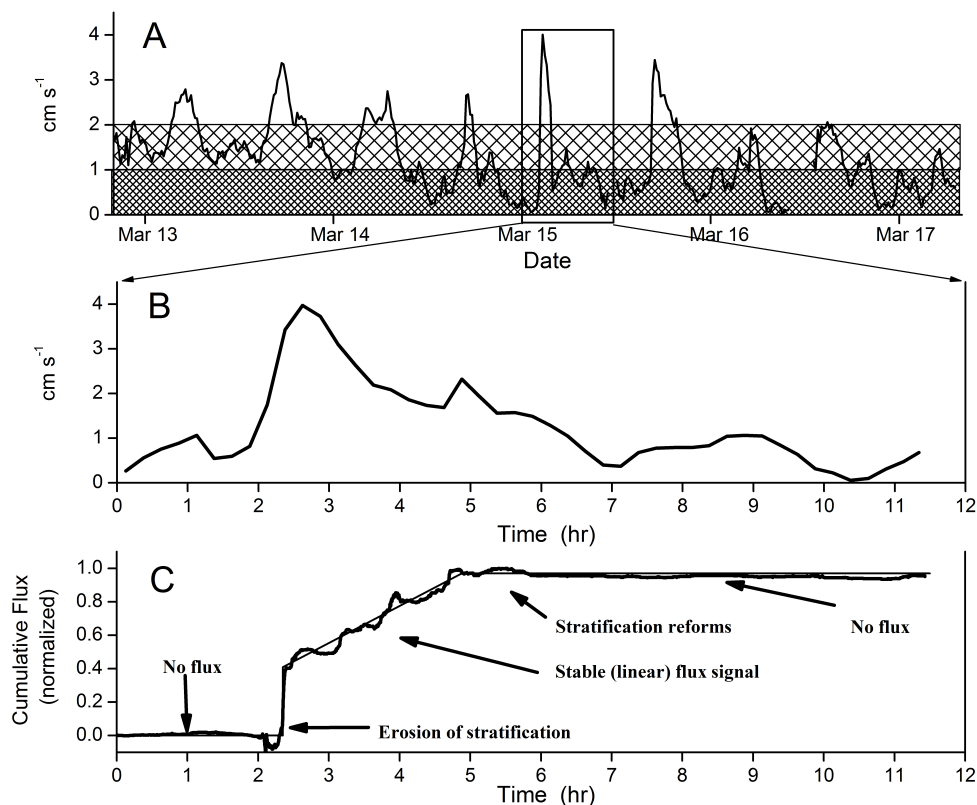 A
cm s⁻¹
4
3
2
1
0
Mar 13 Mar 14 Mar 15 Mar 16 Mar 17
Date
B
cm s⁻¹
4
3
2
1
0
0 1 2 3 4 5 6 7 8 9 10 11 12
Time (hr)
C
Cumulative Flux
(normalized)
1.0
0.8
0.6
0.4
0.2
0.0
No flux
Stratification reforms
No flux
Stable (linear) flux signal
Erosion of stratification
0 1 2 3 4 5 6 7 8 9 10 11 12
Time (hr)